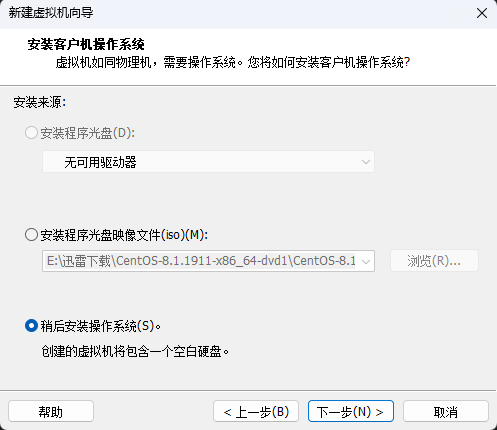 新建虚拟机向导
安装客户机操作系统
虚拟机如同物理机，需要操作系统。您将如何安装客户机操作系统?
安装来源:
安装程序光盘(D):
无可用驱动器
安装程序光盘映像文件(iso)(M):
E:\迅雷下载\CentOS-8.1.1911-x86_64-dvd1\CentOS-8.1
浏览(R)...
稍后安装操作系统(S)。
创建的虚拟机将包含一个空白硬盘。
帮助
< 上一步(B)
下一步(N) >
取消